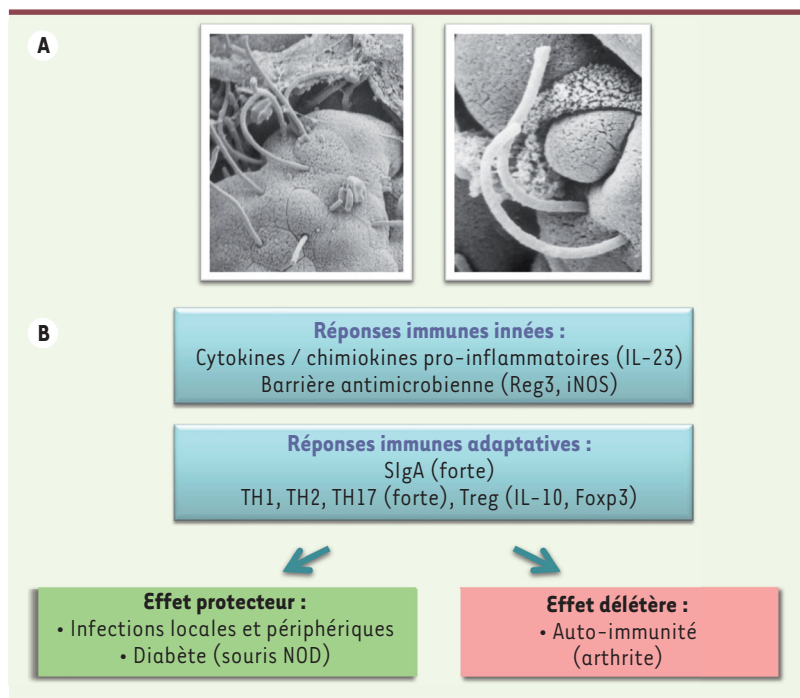 A
B
Réponses immunes innées :
Cytokines / chimiokines pro-inflammatoires (IL-23)
Barrière antimicrobienne (Reg3, iNOS)
Réponses immunes adaptatives :
SIgA (forte)
TH1, TH2, TH17 (forte), Treg (IL-10, Foxp3)
Effet protecteur :
• Infections locales et périphériques
• Diabète (souris NOD)
Effet délétère :
• Auto-immunité
(arthrite)